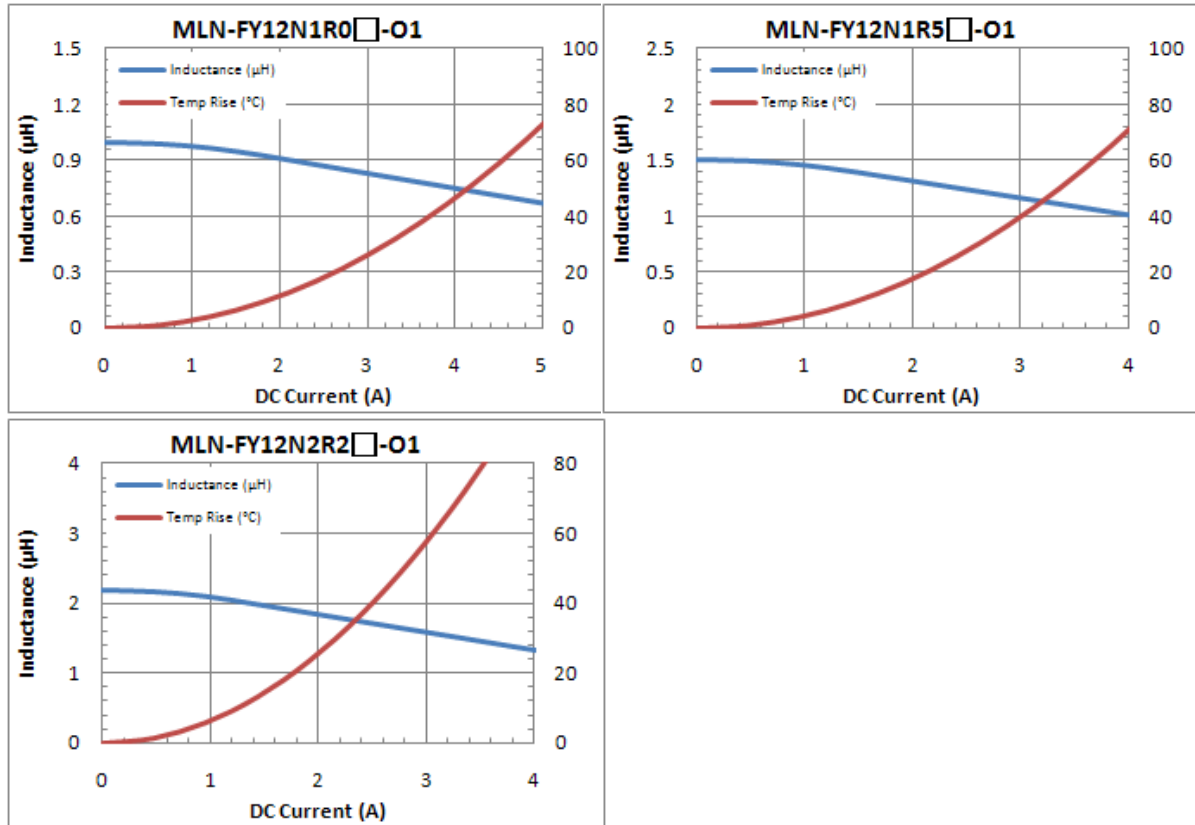 MLN-FY12N1R0□-O1
Inductance (µH)
Temp Rise (°C)
Inductance (µH)
1.5
1.2
0.9
0.6
0.3
0
100
80
60
40
20
0
0 1 2 3 4 5
DC Current (A)
MLN-FY12N1R5□-O1
Inductance (µH)
Temp Rise (°C)
Inductance (µH)
2.5
2
1.5
1
0.5
0
100
80
60
40
20
0
0 1 2 3 4
DC Current (A)
MLN-FY12N2R2□-O1
Inductance (µH)
Temp Rise (°C)
Inductance (µH)
4
3
2
1
0
80
60
40
20
0
0 1 2 3 4
DC Current (A)